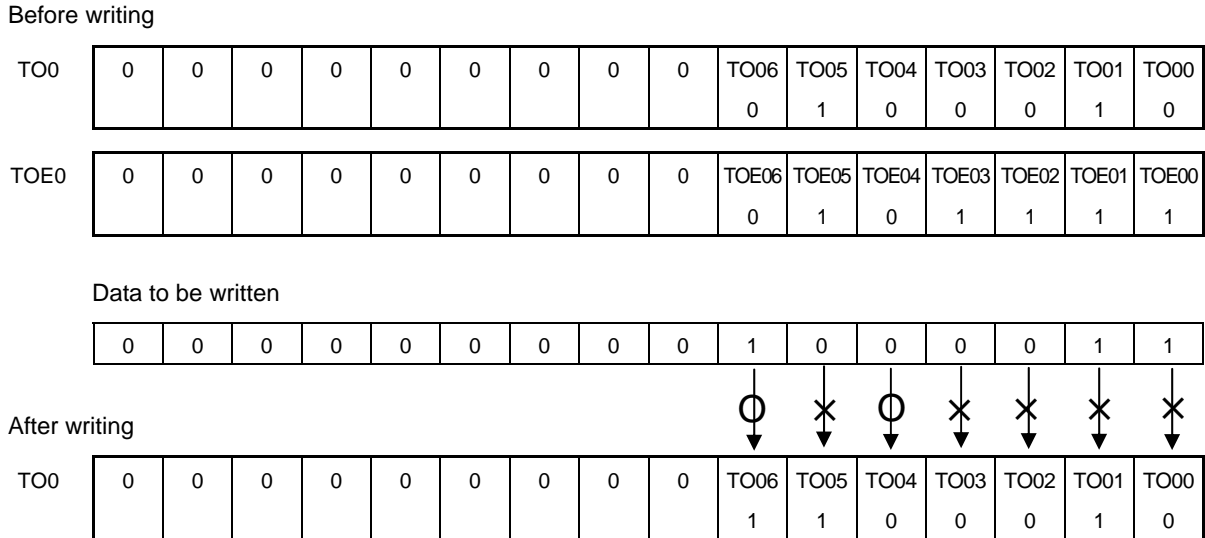 Before writing
TO0 0 0 0 0 0 0 0 0 0 TO06 TO05 TO04 TO03 TO02 TO01 TO00
0 1 0 0 0 1 0
TOE0 0 0 0 0 0 0 0 0 0 TOE06 TOE05 TOE04 TOE03 TOE02 TOE01 TOE00
0 1 0 1 1 1 1
Data to be written
0 0 0 0 0 0 0 0 0 1 0 0 0 0 1 1
O × O × × × ×
After writing
TO0 0 0 0 0 0 0 0 0 0 TO06 TO05 TO04 TO03 TO02 TO01 TO00
1 1 0 0 0 1 0